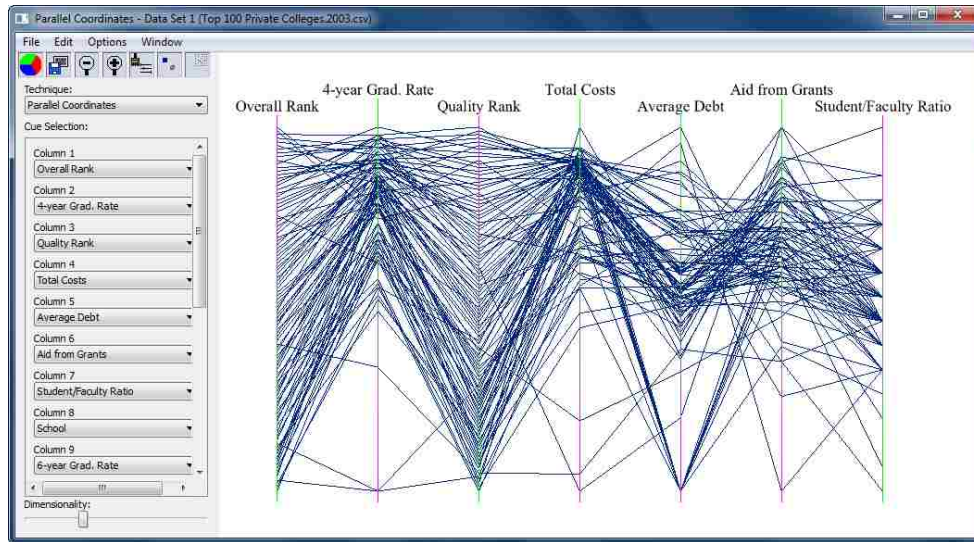 Parallel Coordinates - Data Set 1 (Top 100 Private Colleges.2003.csv)
File Edit Options Window
Technique:
Parallel Coordinates
Cue Selection:
Column 1
Overall Rank
Column 2
4-year Grad. Rate
Column 3
Quality Rank
Column 4
Total Costs
Column 5
Average Debt
Column 6
Aid from Grants
Column 7
Student/Faculty Ratio
Column 8
School
Column 9
6-year Grad. Rate
Dimensionality:
4-year Grad. Rate Total Costs Aid from Grants
Overall Rank Quality Rank Average Debt Student/Faculty Ratio